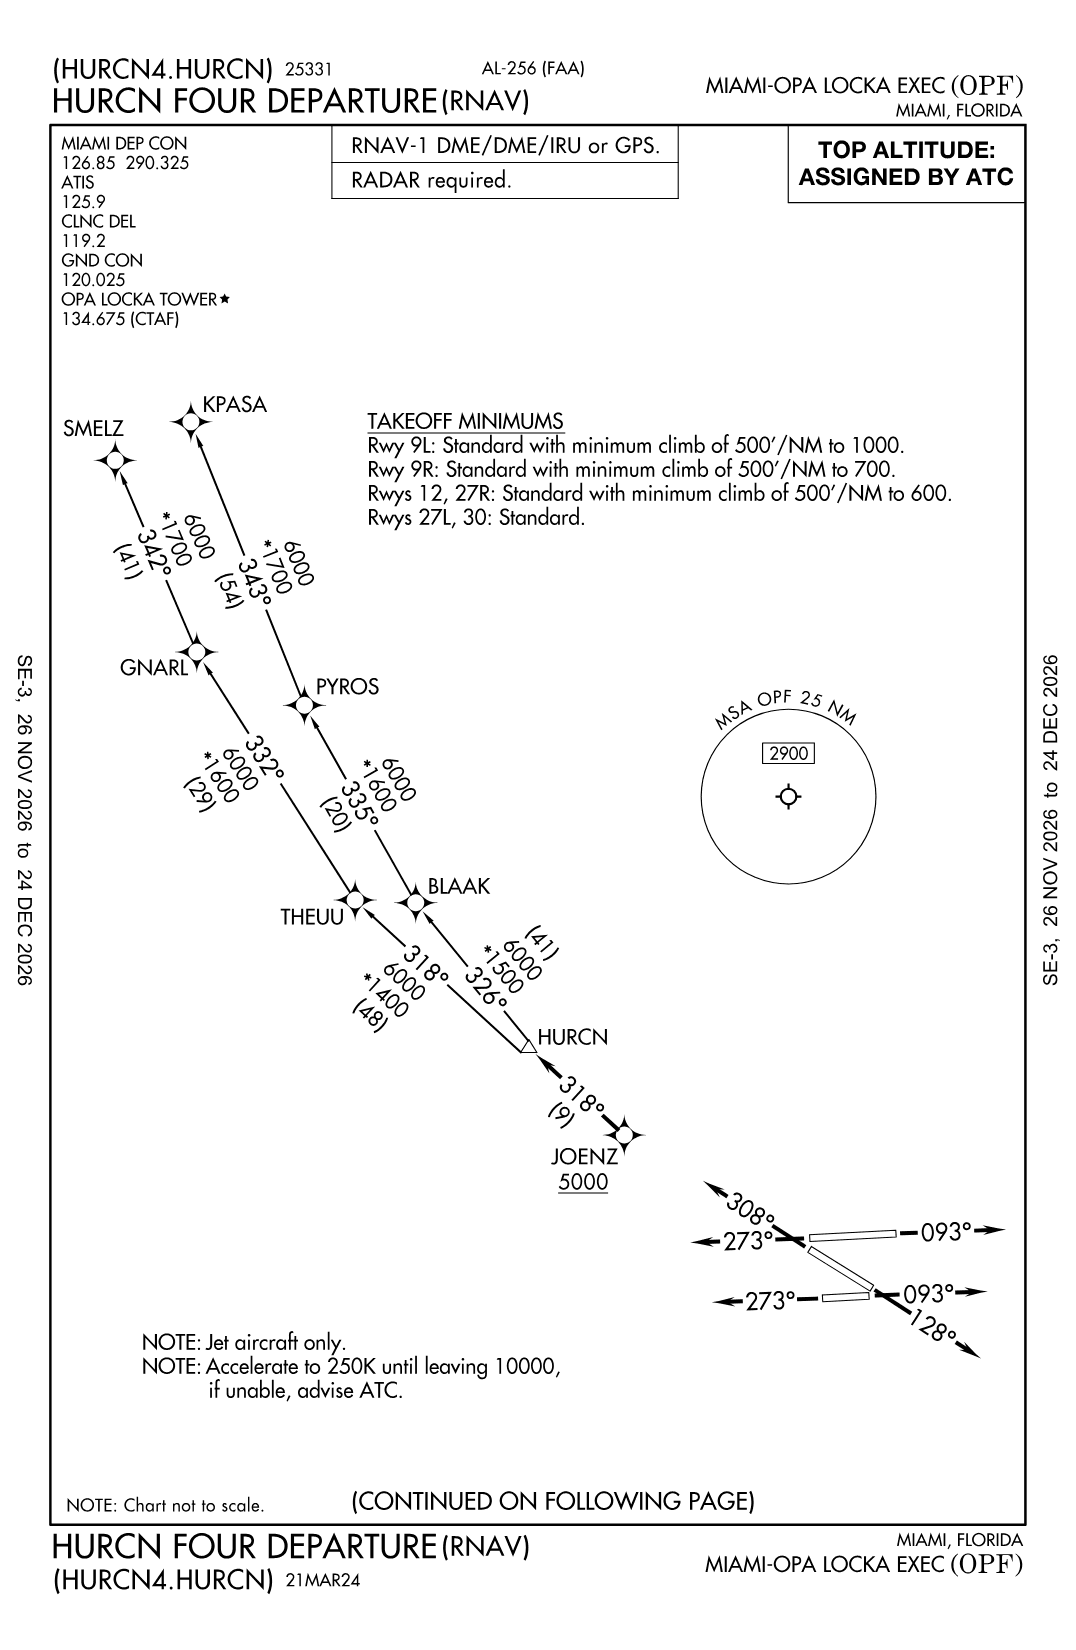 (HURCN4.HURCN) 25331
AL-256 (FAA)
HURCN FOUR DEPARTURE (RNAV)
MIAMI-OPA LOCKA EXEC (OPF)
MIAMI, FLORIDA
MIAMI DEP CON
126.85 290.325
ATIS
125.9
CLNC DEL
119.2
GND CON
120.025
OPA LOCKA TOWER★
134.675 (CTAF)
RNAV-1 DME/DME/IRU or GPS.
RADAR required.
TOP ALTITUDE:
ASSIGNED BY ATC
TAKEOFF MINIMUMS
Rwy 9L: Standard with minimum climb of 500'/NM to 1000.
Rwy 9R: Standard with minimum climb of 500'/NM to 700.
Rwys 12, 27R: Standard with minimum climb of 500'/NM to 600.
Rwys 27L, 30: Standard.
KPASA
SMELZ
6000
*1700
342°
(41)
6000
*1700
343°
(54)
GNARL
PYROS
332°
6000
*1600
(29)
6000
*1600
335°
(20)
THEUU
BLAAK
318°
6000
*1400
(48)
(41)
6000
*1500
326°
HURCN
318°
(9)
JOENZ
5000
MSA OPF 25 NM
2900
308°
273°
093°
273°
093°
128°
NOTE: Jet aircraft only.
NOTE: Accelerate to 250K until leaving 10000,
if unable, advise ATC.
NOTE: Chart not to scale.
(CONTINUED ON FOLLOWING PAGE)
SE-3, 26 NOV 2026 to 24 DEC 2026
SE-3, 26 NOV 2026 to 24 DEC 2026
HURCN FOUR DEPARTURE (RNAV)
(HURCN4.HURCN) 21MAR24
MIAMI, FLORIDA
MIAMI-OPA LOCKA EXEC (OPF)